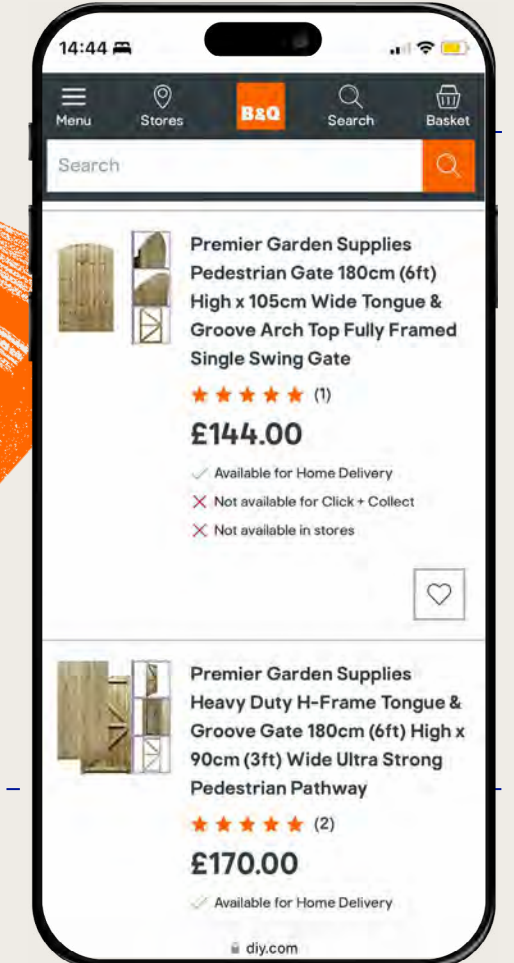 14:44
Menu
Stores
B&Q
Search
Basket
Search
Premier Garden Supplies
Pedestrian Gate 180cm (6ft)
High x 105cm Wide Tongue &
Groove Arch Top Fully Framed
Single Swing Gate
(1)
£144.00
Available for Home Delivery
Not available for Click + Collect
Not available in stores
Premier Garden Supplies
Heavy Duty H-Frame Tongue &
Groove Gate 180cm (6ft) High x
90cm (3ft) Wide Ultra Strong
Pedestrian Pathway
(2)
£170.00
Available for Home Delivery
diy.com